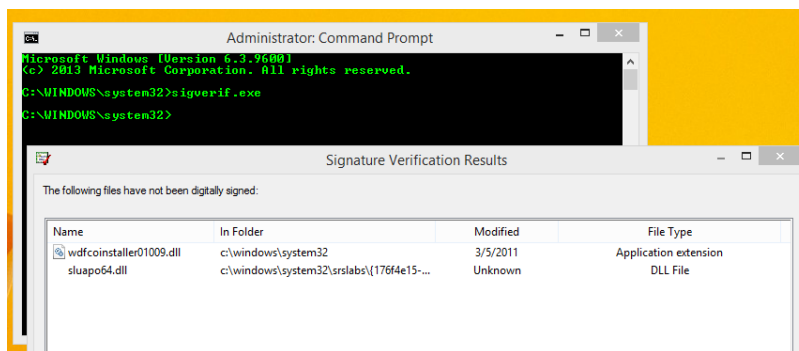 Administrator: Command Prompt
Microsoft Windows [Version 6.3.9600]
(c) 2013 Microsoft Corporation. All rights reserved.
C:\WINDOWS\system32>sigverif.exe
C:\WINDOWS\system32>
Signature Verification Results
The following files have not been digitally signed:
Name In Folder Modified File Type
wdfcoinstaller01009.dll c:\windows\system32 3/5/2011 Application extension
sluapo64.dll c:\windows\system32\srslabs\{176f4e15-... Unknown DLL File